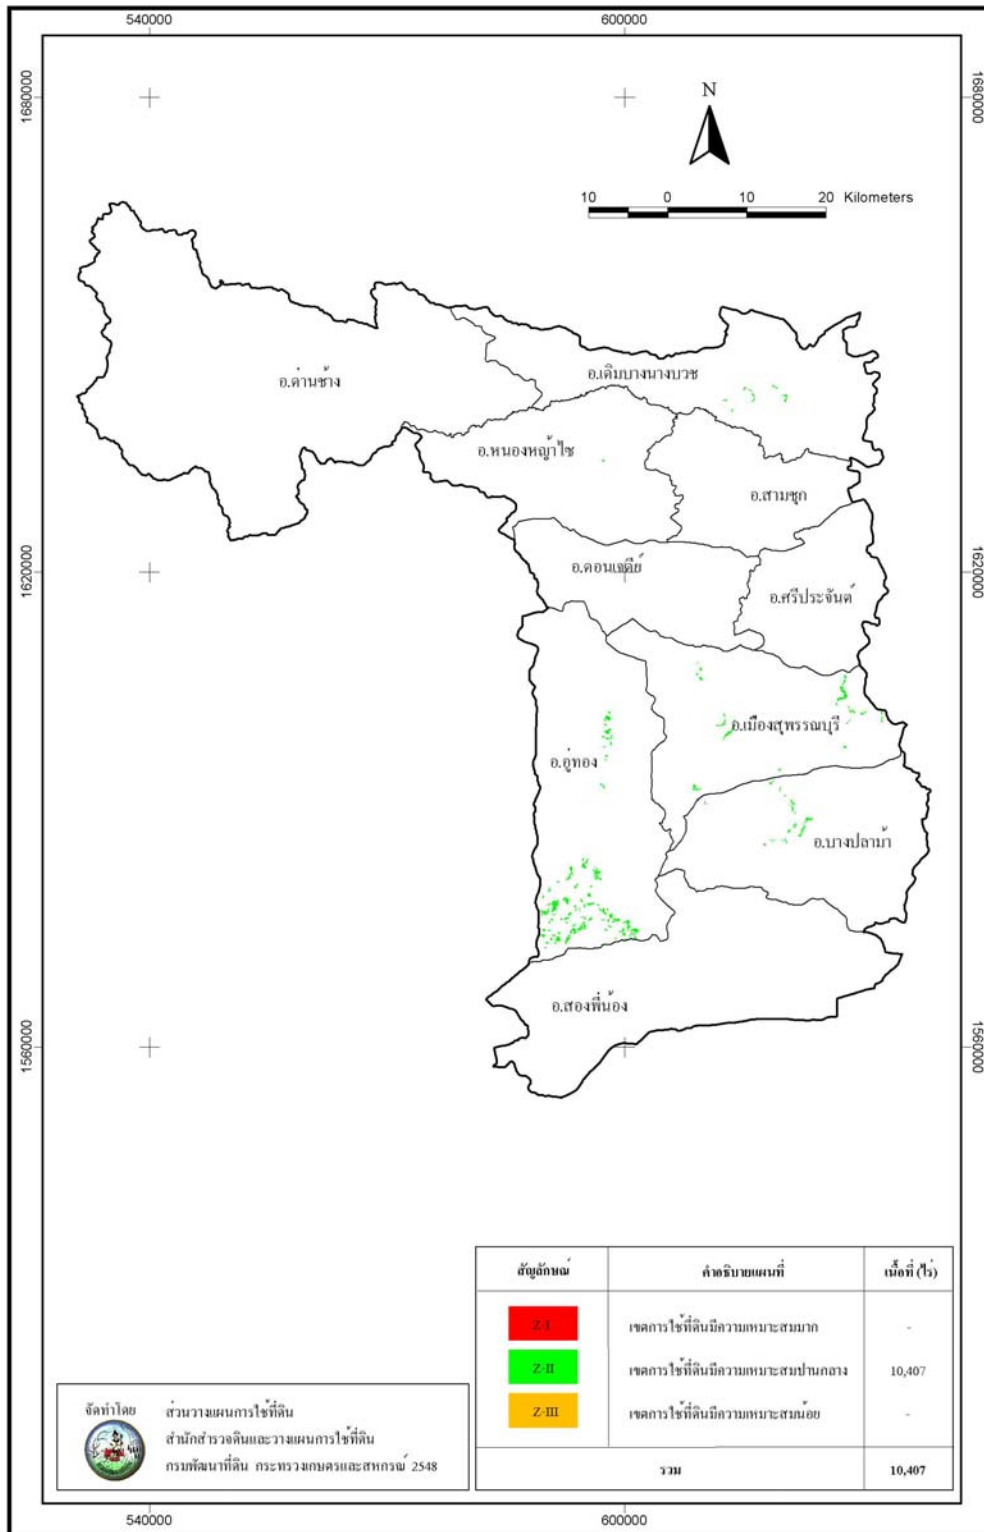 540000
600000
1680000
1680000
N
10 0 10 20 Kilometers
อ.ด่านช้าง
อ.เดิมบางนางบวช
อ.หนองหญ้าไซ
อ.สามชุก
อ.ดอนเจดีย์
อ.ศรีประจันต์
1620000
1620000
อ.เมืองสุพรรณบุรี
อ.อู่ทอง
อ.บางปลาม้า
อ.สองพี่น้อง
1560000
1560000
สัญลักษณ์ คำอธิบายแผนที่ เนื้อที่ (ไร่)
Z-I เขตการใช้ที่ดินมีความเหมาะสมมาก -
Z-II เขตการใช้ที่ดินมีความเหมาะสมปานกลาง 10,407
Z-III เขตการใช้ที่ดินมีความเหมาะสมน้อย -
รวม 10,407
จัดทำโดย ส่วนวางแผนการใช้ที่ดิน
สำนักสำรวจดินและวางแผนการใช้ที่ดิน
กรมพัฒนาที่ดิน กระทรวงเกษตรและสหกรณ์ 2548
540000
600000